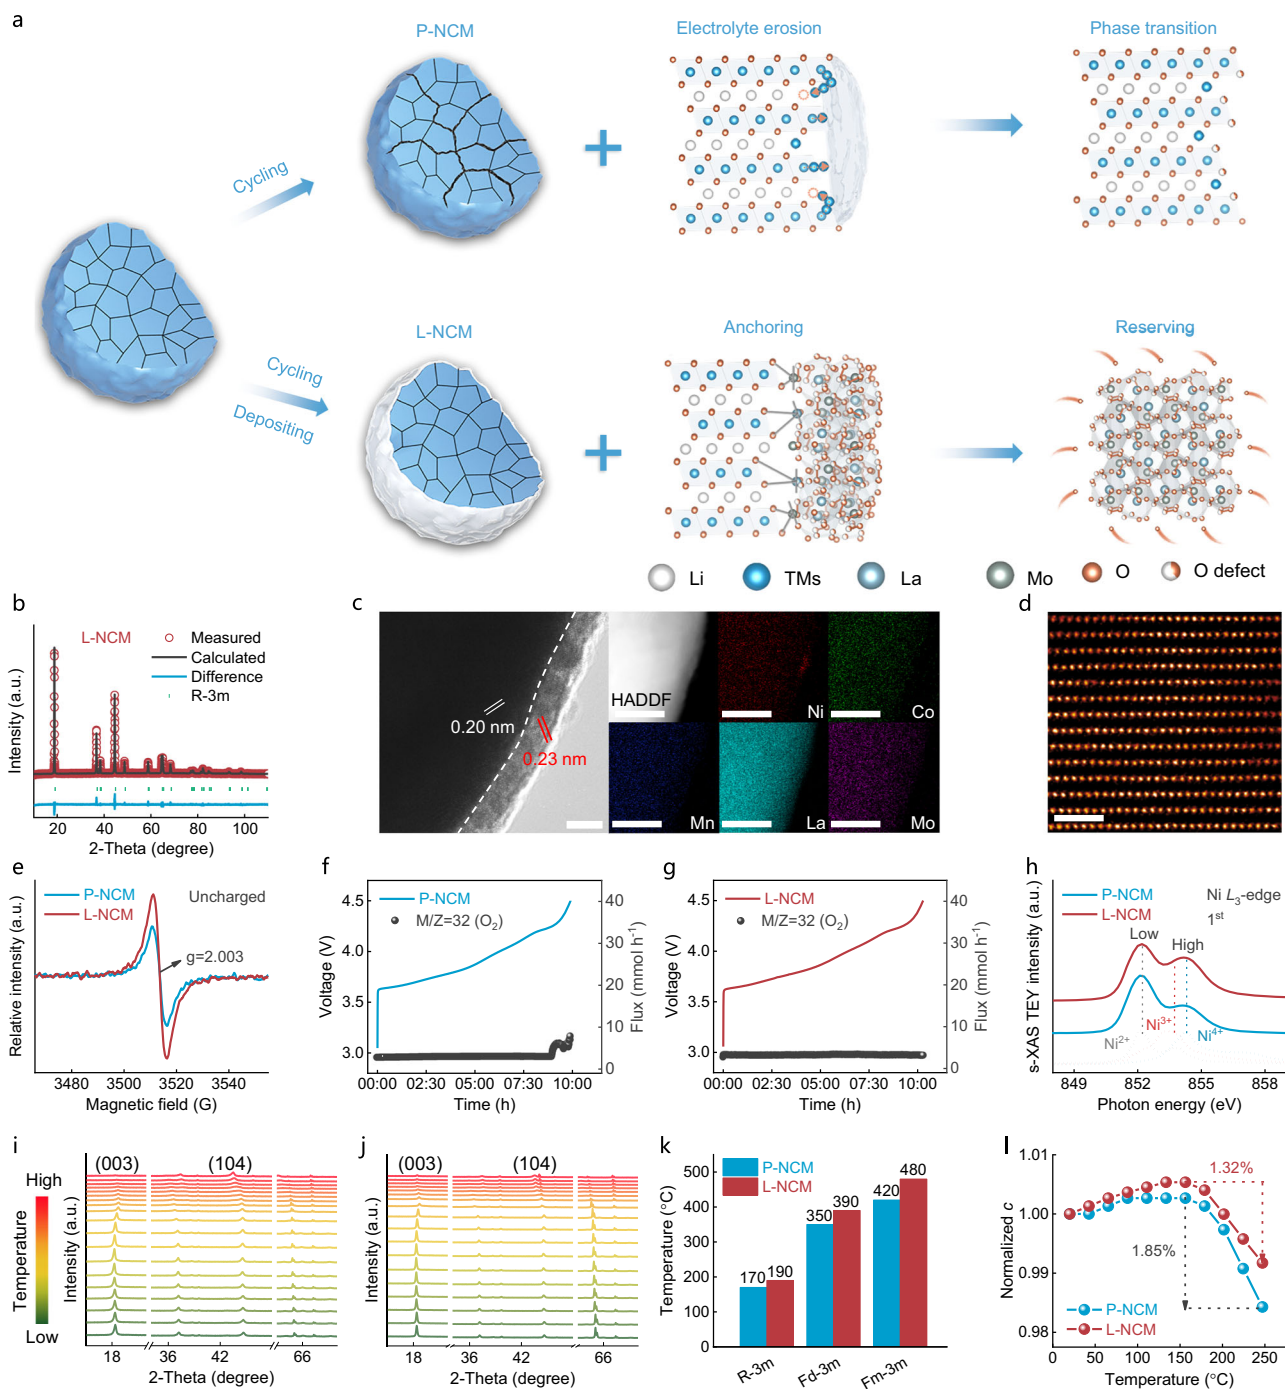 a
P-NCM
Electrolyte erosion
Phase transition
Cycling
L-NCM
Anchoring
Reserving
Cycling
Depositing
Li
TMs
La
Mo
O
O defect
b
L-NCM
Measured
Calculated
Difference
R-3m
Intensity (a.u.)
20 40 60 80 100
2-Theta (degree)
c
0.20 nm
0.23 nm
HADDF
Ni
Co
Mn
La
Mo
d
e
P-NCM
L-NCM
Uncharged
g=2.003
Relative intensity (a.u.)
3480 3500 3520 3540
Magnetic field (G)
f
P-NCM
M/Z=32 (O₂)
Voltage (V)
4.5
4.0
3.5
3.0
Flux (mmol h⁻¹)
40
30
20
10
0
00:00 02:30 05:00 07:30 10:00
Time (h)
g
L-NCM
M/Z=32 (O₂)
Voltage (V)
4.5
4.0
3.5
3.0
Flux (mmol h⁻¹)
40
30
20
10
0
00:00 02:30 05:00 07:30 10:00
Time (h)
h
P-NCM
L-NCM
Ni L₃-edge
1st
Low
High
Ni²⁺
Ni³⁺
Ni⁴⁺
s-XAS TEY intensity (a.u.)
849 852 855 858
Photon energy (eV)
i
High
Temperature
Low
(003)
(104)
Intensity (a.u.)
18 36 42 66
2-Theta (degree)
j
(003)
(104)
Intensity (a.u.)
18 36 42 66
2-Theta (degree)
k
P-NCM
L-NCM
Temperature (°C)
500
400
300
200
100
0
170 190
350 390
420 480
R-3m Fd-3m Fm-3m
l
1.32%
1.85%
P-NCM
L-NCM
Normalized c
1.01
1.00
0.99
0.98
0 50 100 150 200 250
Temperature (°C)